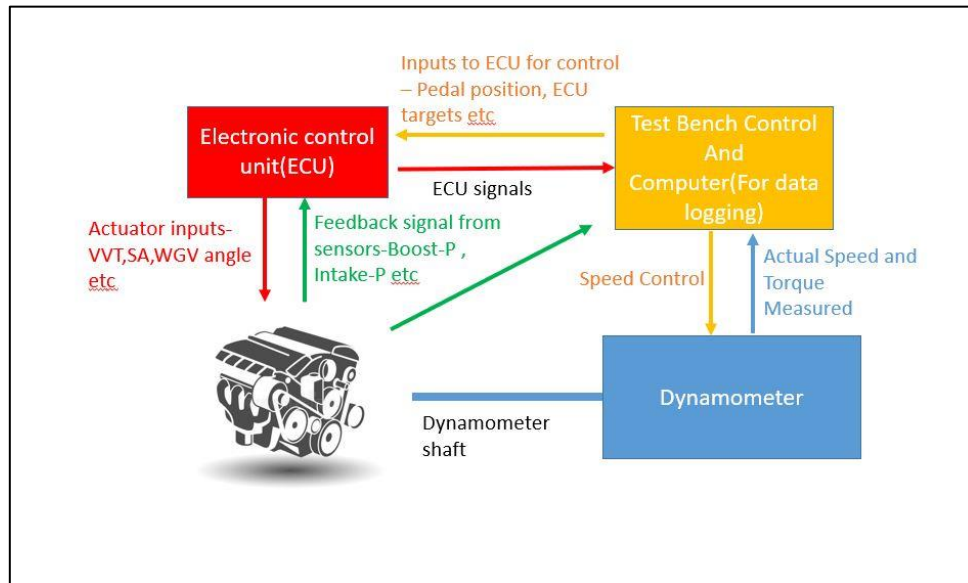 Inputs to ECU for control
– Pedal position, ECU
targets etc
Electronic control
unit(ECU)
Test Bench Control
And
Computer(For data
logging)
ECU signals
Actuator inputs-
VVT,SA,WGV angle
etc
Feedback signal from
sensors-Boost-P ,
Intake-P etc
Speed Control
Actual Speed and
Torque
Measured
Dynamometer
Dynamometer
shaft